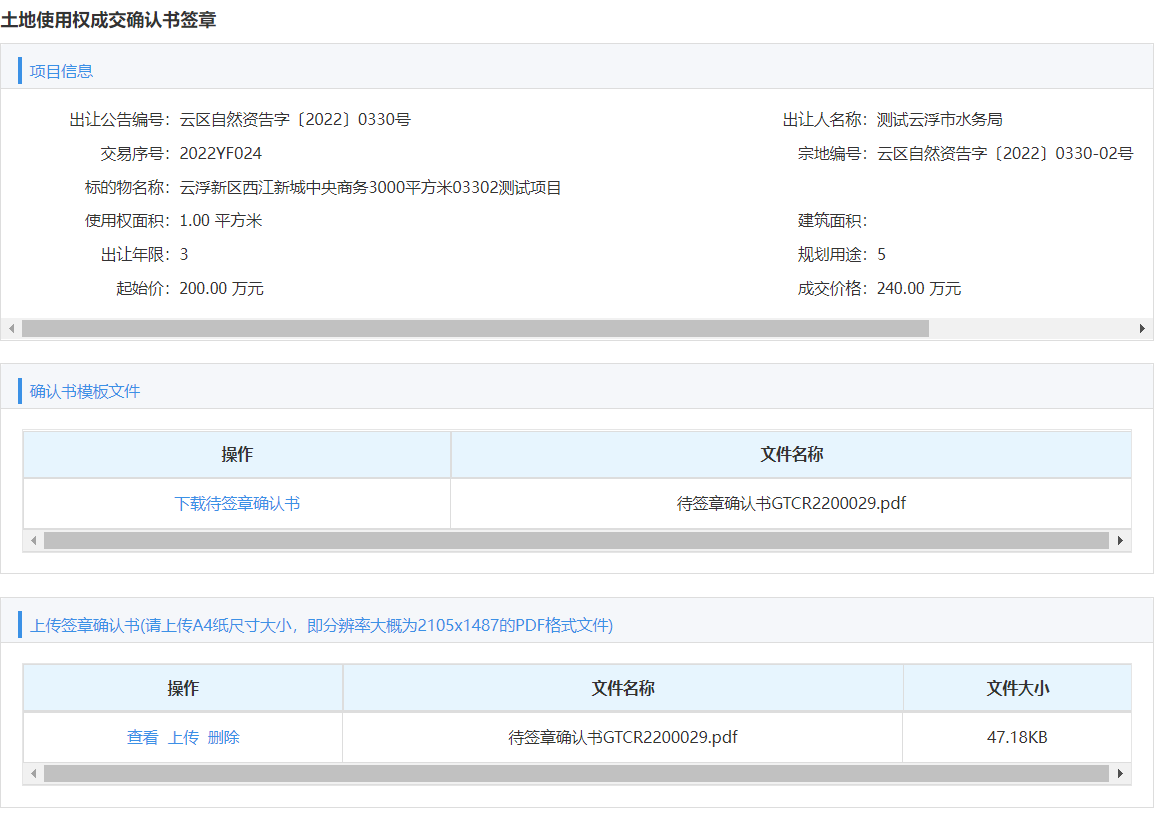 土地使用权成交确认书签章
项目信息
出让公告编号： 云区自然资告字〔2022〕0330号 出让人名称： 测试云浮市水务局
交易序号： 2022YF024 宗地编号： 云区自然资告字〔2022〕0330-02号
标的物名称： 云浮新区西江新城中央商务3000平方米03302测试项目
使用权面积： 1.00 平方米 建筑面积：
出让年限： 3 规划用途： 5
起始价： 200.00 万元 成交价格： 240.00 万元
确认书模板文件
操作 文件名称
下载待签章确认书 待签章确认书GTCR2200029.pdf
上传签章确认书(请上传A4纸尺寸大小，即分辨率大概为2105x1487的PDF格式文件)
操作 文件名称 文件大小
查看 上传 删除 待签章确认书GTCR2200029.pdf 47.18KB